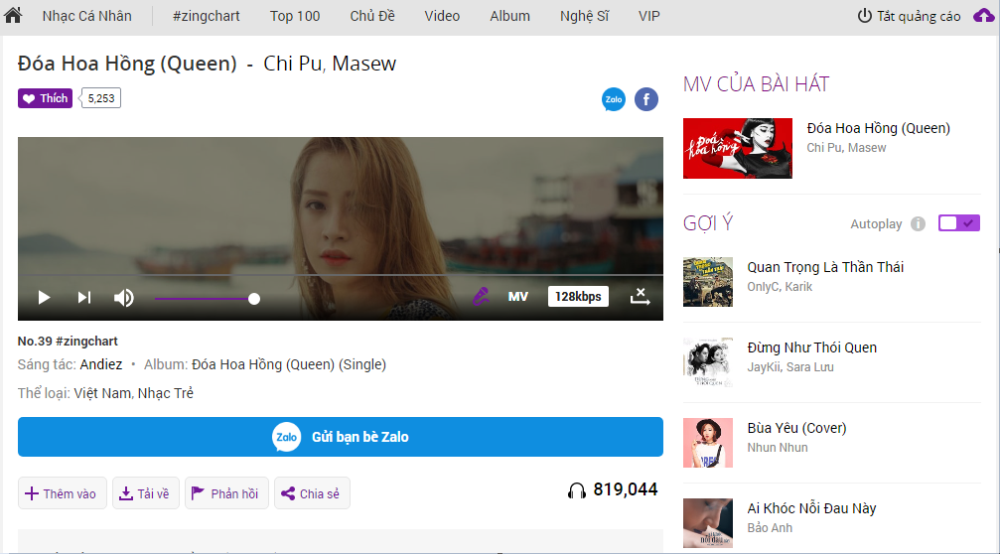 Nhạc Cá Nhân #zingchart Top 100 Chủ Đề Video Album Nghệ Sĩ VIP Tắt quảng cáo
Đóa Hoa Hồng (Queen) - Chi Pu, Masew
Thích 5,253
Zalo f
MV 128kbps
No.39 #zingchart
Sáng tác: Andiez • Album: Đóa Hoa Hồng (Queen) (Single)
Thể loại: Việt Nam, Nhạc Trẻ
Zalo Gửi bạn bè Zalo
Thêm vào Tải về Phản hồi Chia sẻ 819,044
MV CỦA BÀI HÁT
Đoá hoa hồng
Đóa Hoa Hồng (Queen)
Chi Pu, Masew
GỢI Ý Autoplay i
Quan Trọng Là Thần Thái
OnlyC, Karik
Đừng Như Thói Quen
JayKii, Sara Lưu
Bùa Yêu (Cover)
Nhun Nhun
Ai Khóc Nỗi Đau Này
Bảo Anh